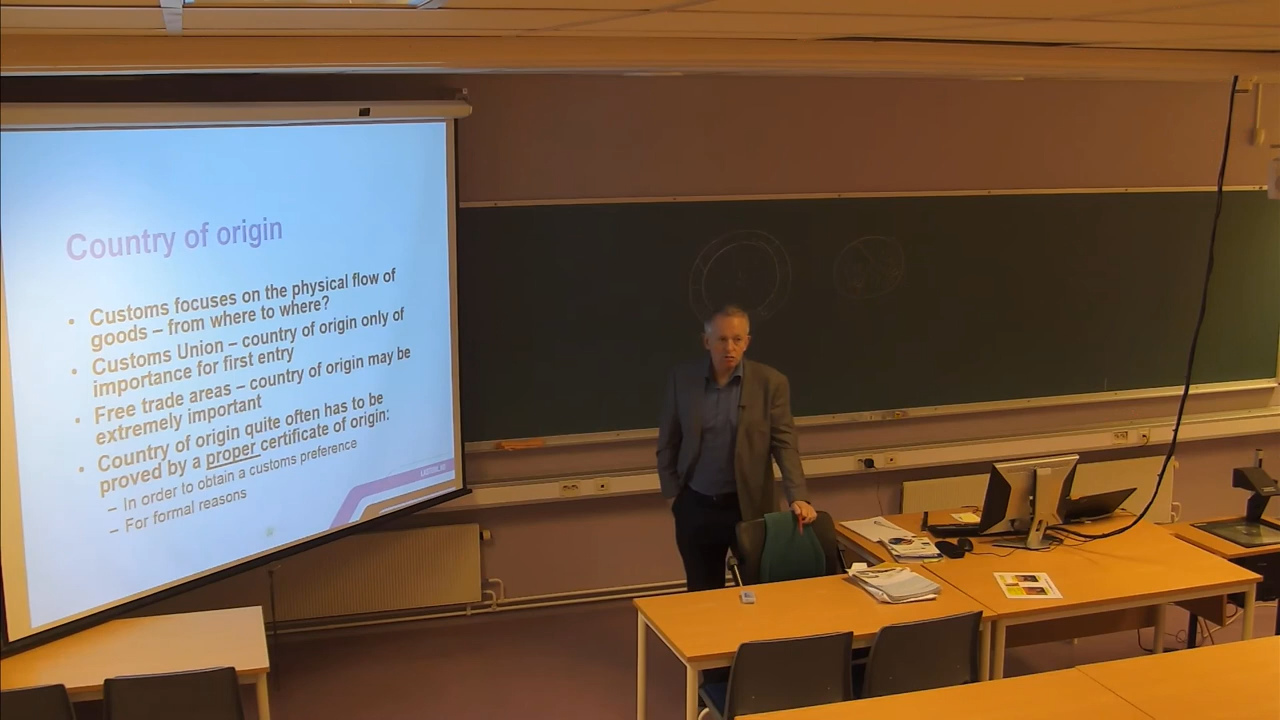 Country of origin
• Customs focuses on the physical flow of
goods – from where to where?
• Customs Union – country of origin only of
importance for first entry
• Free trade areas – country of origin may be
extremely important
• Country of origin quite often has to be
proved by a proper certificate of origin:
– In order to obtain a customs preference
– For formal reasons